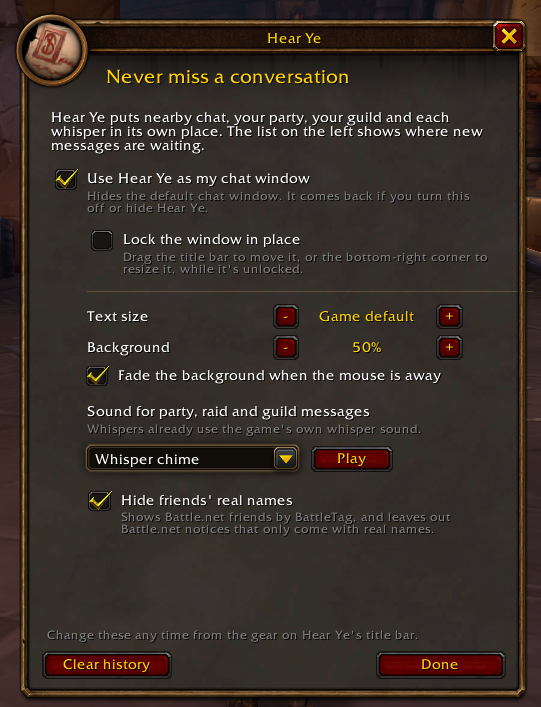 Hear Ye
Never miss a conversation
Hear Ye puts nearby chat, your party, your guild and each
whisper in its own place. The list on the left shows where new
messages are waiting.
Use Hear Ye as my chat window
Hides the default chat window. It comes back if you turn this
off or hide Hear Ye.
Lock the window in place
Drag the title bar to move it, or the bottom-right corner to
resize it, while it's unlocked.
Text size - Game default +
Background - 50% +
Fade the background when the mouse is away
Sound for party, raid and guild messages
Whispers already use the game's own whisper sound.
Whisper chime Play
Hide friends' real names
Shows Battle.net friends by BattleTag, and leaves out
Battle.net notices that only come with real names.
Change these any time from the gear on Hear Ye's title bar.
Clear history Done